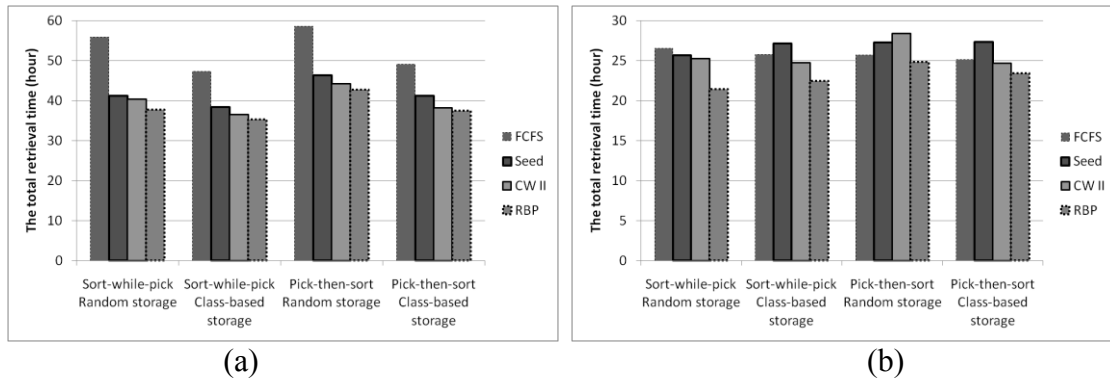 The total retrieval time (hour)
60
50
40
30
20
10
0
Sort-while-pick
Random storage
Sort-while-pick
Class-based
storage
Pick-then-sort
Random storage
Pick-then-sort
Class-based
storage
FCFS
Seed
CW II
RBP
(a)
The total retrieval time (hour)
30
25
20
15
10
5
0
Sort-while-pick
Random storage
Sort-while-pick
Class-based
storage
Pick-then-sort
Random storage
Pick-then-sort
Class-based
storage
FCFS
Seed
CW II
RBP
(b)